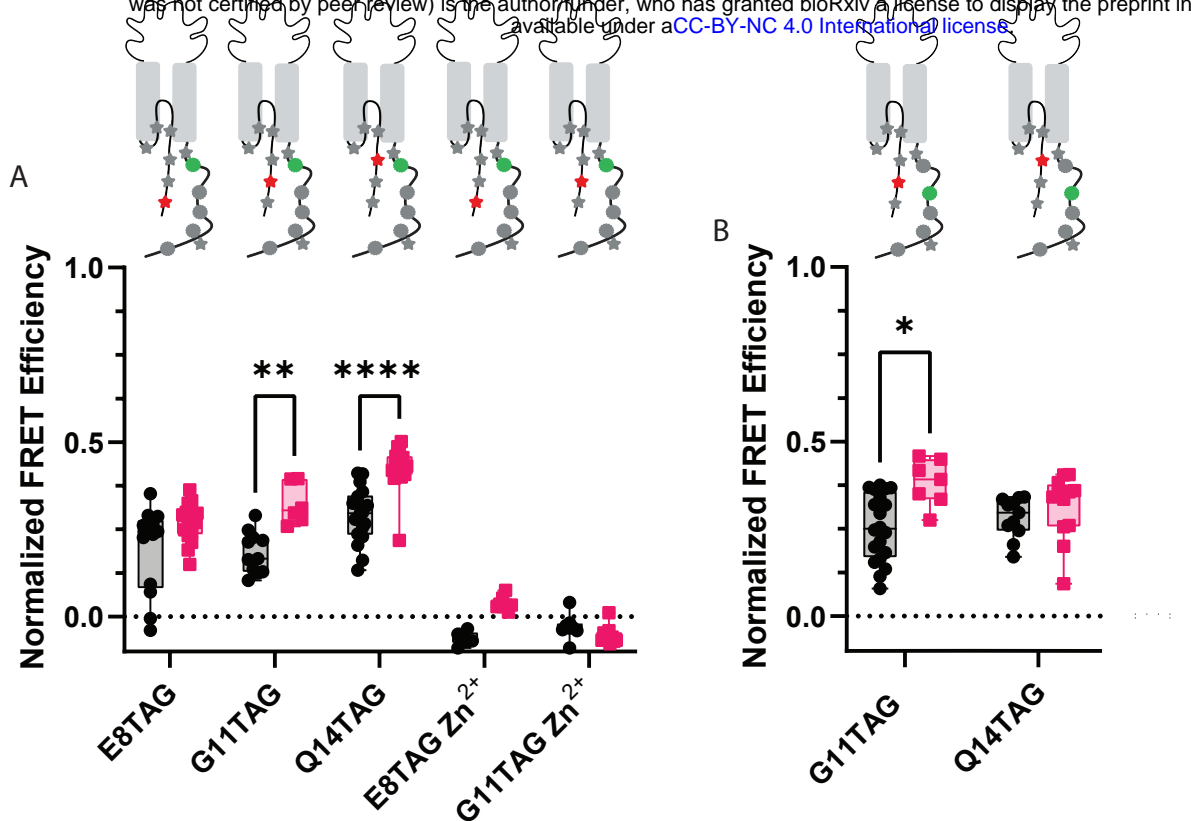 was not certified by peer review) is the author/funder, who has granted bioRxiv a license to display the preprint in
available under aCC-BY-NC 4.0 International license.
A
Normalized FRET Efficiency
1.0
0.5
0.0
**
****
E8TAG
G11TAG
Q14TAG
E8TAG Zn2+
G11TAG Zn2+
B
Normalized FRET Efficiency
1.0
0.5
0.0
*
G11TAG
Q14TAG